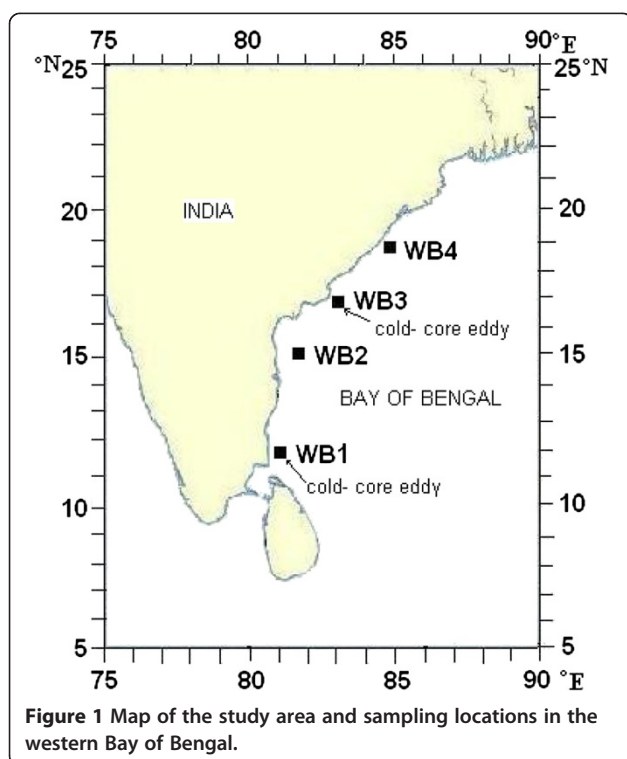 75 80 85 90°E
°N25 25°N
INDIA
20 20
WB4
WB3
cold- core eddy
15 WB2 15
BAY OF BENGAL
WB1
cold- core eddy
10 10
5 5
75 80 85 90 °E
Figure 1 Map of the study area and sampling locations in the
western Bay of Bengal.